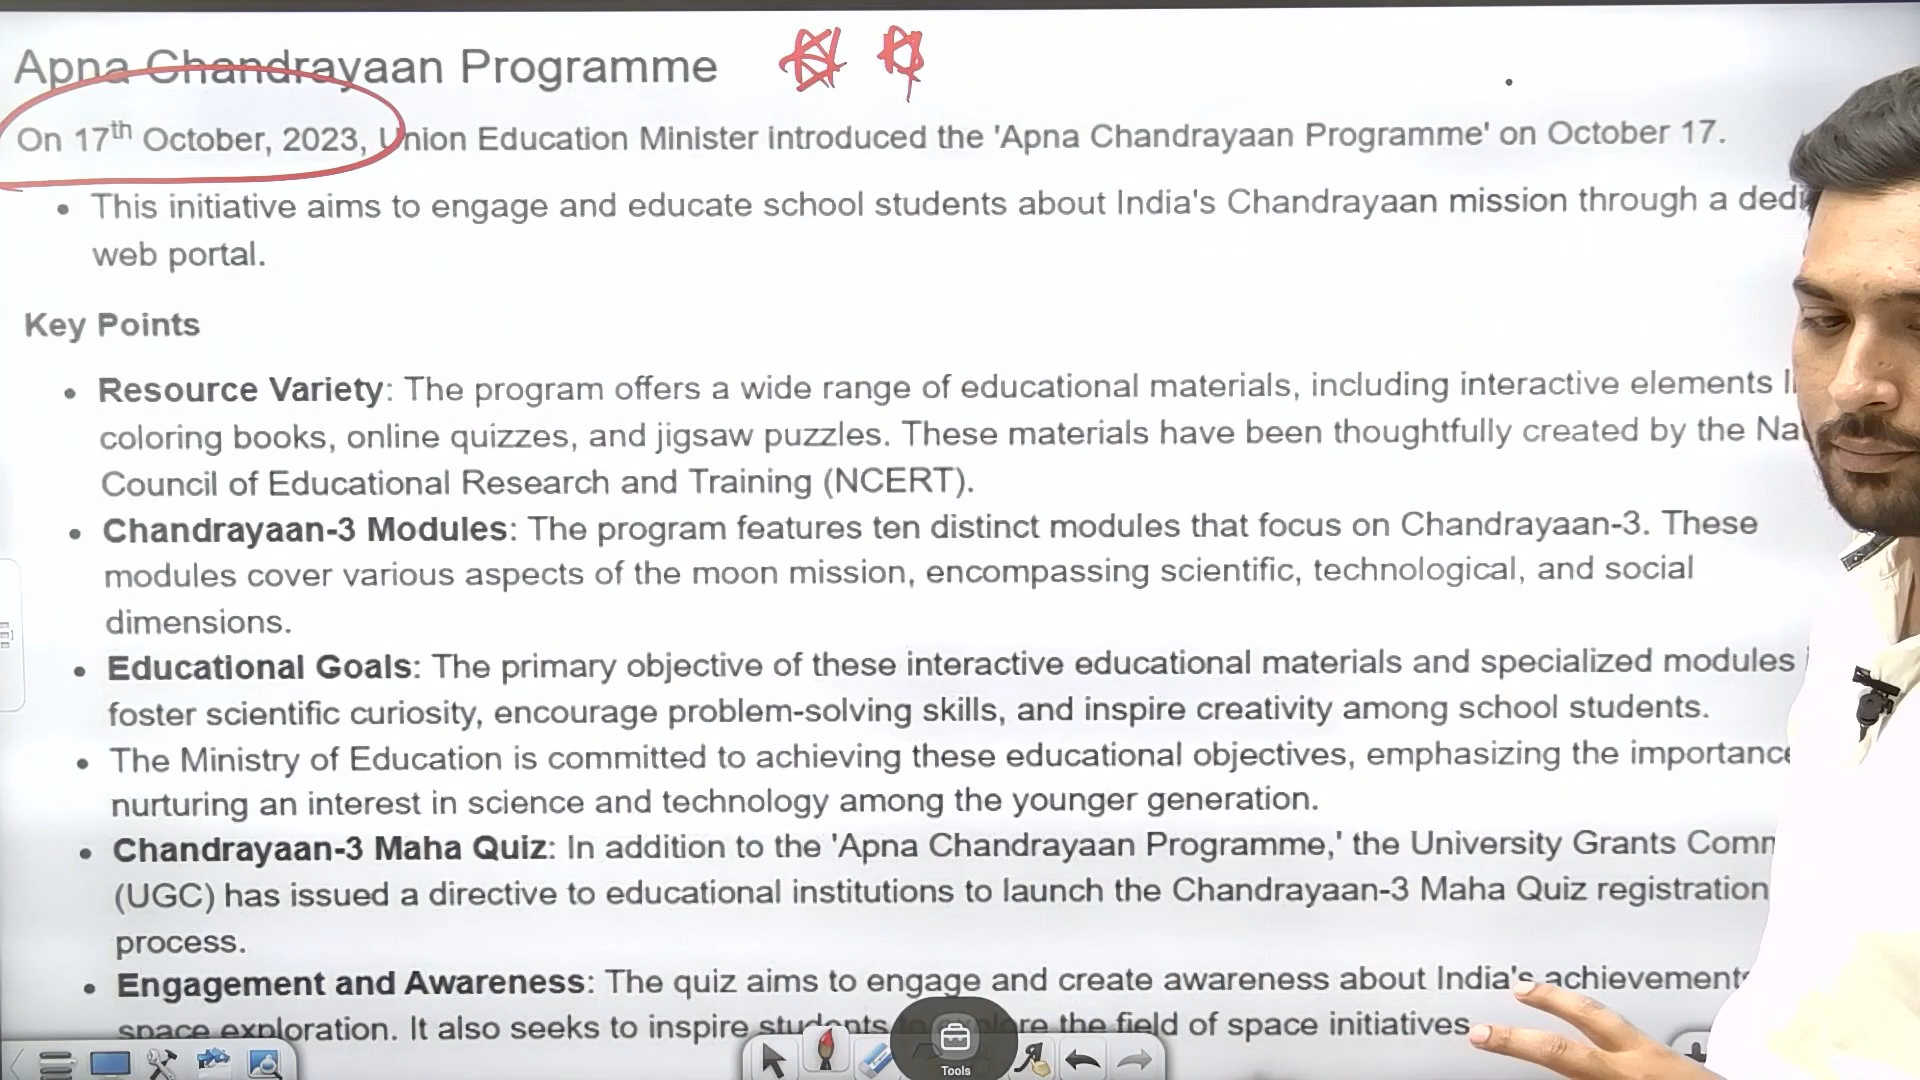 Apna Chandrayaan Programme
On 17th October, 2023, Union Education Minister introduced the 'Apna Chandrayaan Programme' on October 17.
• This initiative aims to engage and educate school students about India's Chandrayaan mission through a
web portal.
Key Points
• Resource Variety: The program offers a wide range of educational materials, including interactive elements
coloring books, online quizzes, and jigsaw puzzles. These materials have been thoughtfully created by the
Council of Educational Research and Training (NCERT).
• Chandrayaan-3 Modules: The program features ten distinct modules that focus on Chandrayaan-3. These
modules cover various aspects of the moon mission, encompassing scientific, technological, and social
dimensions.
• Educational Goals: The primary objective of these interactive educational materials and specialized modules
foster scientific curiosity, encourage problem-solving skills, and inspire creativity among school students.
• The Ministry of Education is committed to achieving these educational objectives, emphasizing the importance
nurturing an interest in science and technology among the younger generation.
• Chandrayaan-3 Maha Quiz: In addition to the 'Apna Chandrayaan Programme,' the University Grants
(UGC) has issued a directive to educational institutions to launch the Chandrayaan-3 Maha Quiz registration
process.
• Engagement and Awareness: The quiz aims to engage and create awareness about India's achievements
space exploration. It also seeks to inspire students to explore the field of space initiatives.
Tools